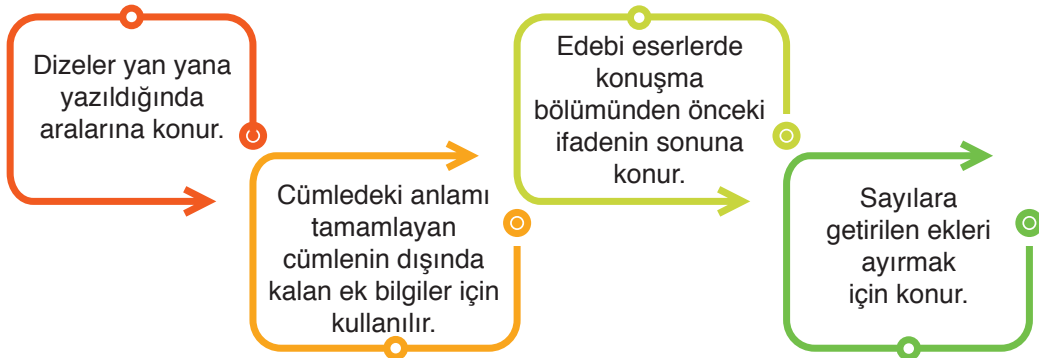 Dizeler yan yana
yazıldığında
aralarına konur.
Cümledeki anlamı
tamamlayan
cümlenin dışında
kalan ek bilgiler için
kullanılır.
Edebi eserlerde
konuşma
bölümünden önceki
ifadenin sonuna
konur.
Sayılara
getirilen ekleri
ayırmak
için konur.